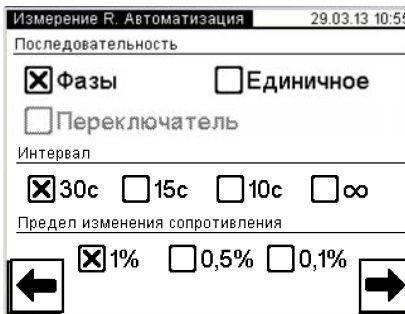 Измерение R. Автоматизация 29.03.13 10:55
Последовательность
Фазы Единичное
Переключатель
Интервал
30с 15с 10с ∞
Предел изменения сопротивления
1% 0,5% 0,1%